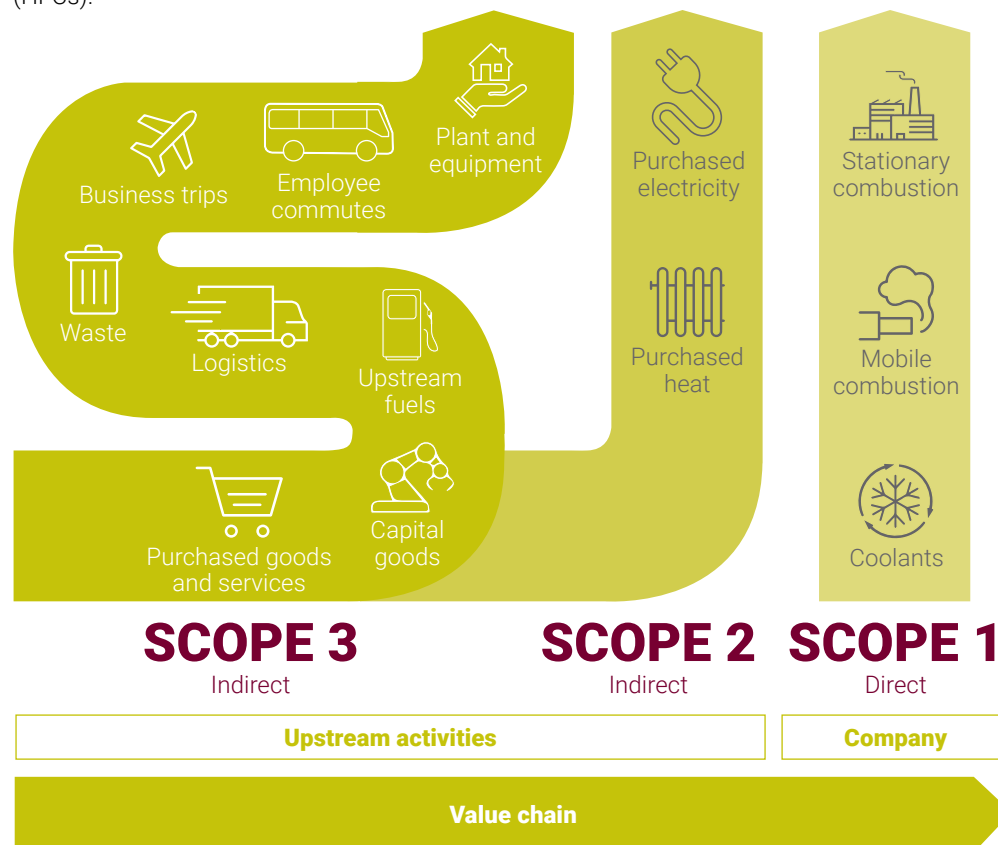 (HPUs).
Plant and
equipment
Employee
commutes
Business trips
Waste
Logistics
Upstream
fuels
Purchased goods
and services
Capital
goods
Purchased
electricity
Purchased
heat
Stationary
combustion
Mobile
combustion
Coolants
SCOPE 3
Indirect
SCOPE 2
Indirect
SCOPE 1
Direct
Upstream activities
Company
Value chain